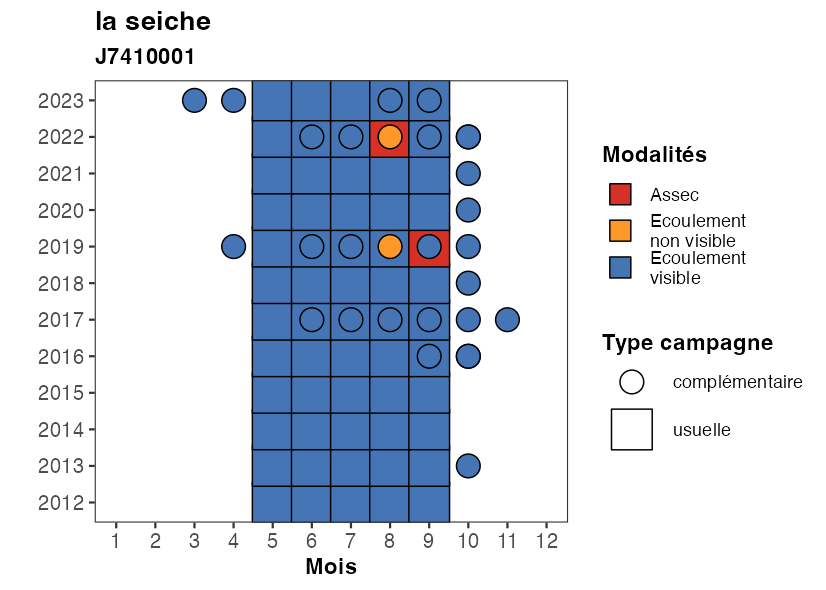 la seiche
J7410001
2023
2022
2021
2020
2019
2018
2017
2016
2015
2014
2013
2012
1 2 3 4 5 6 7 8 9 10 11 12
Mois
Modalités
Assec
Ecoulement
non visible
Ecoulement
visible
Type campagne
complémentaire
usuelle